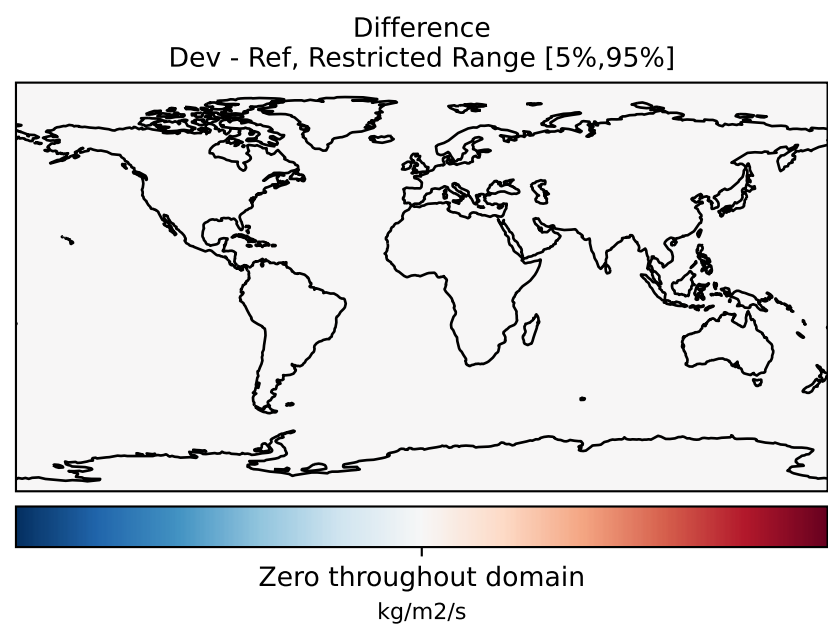 Difference
Dev - Ref, Restricted Range [5%,95%]
Zero throughout domain
kg/m2/s